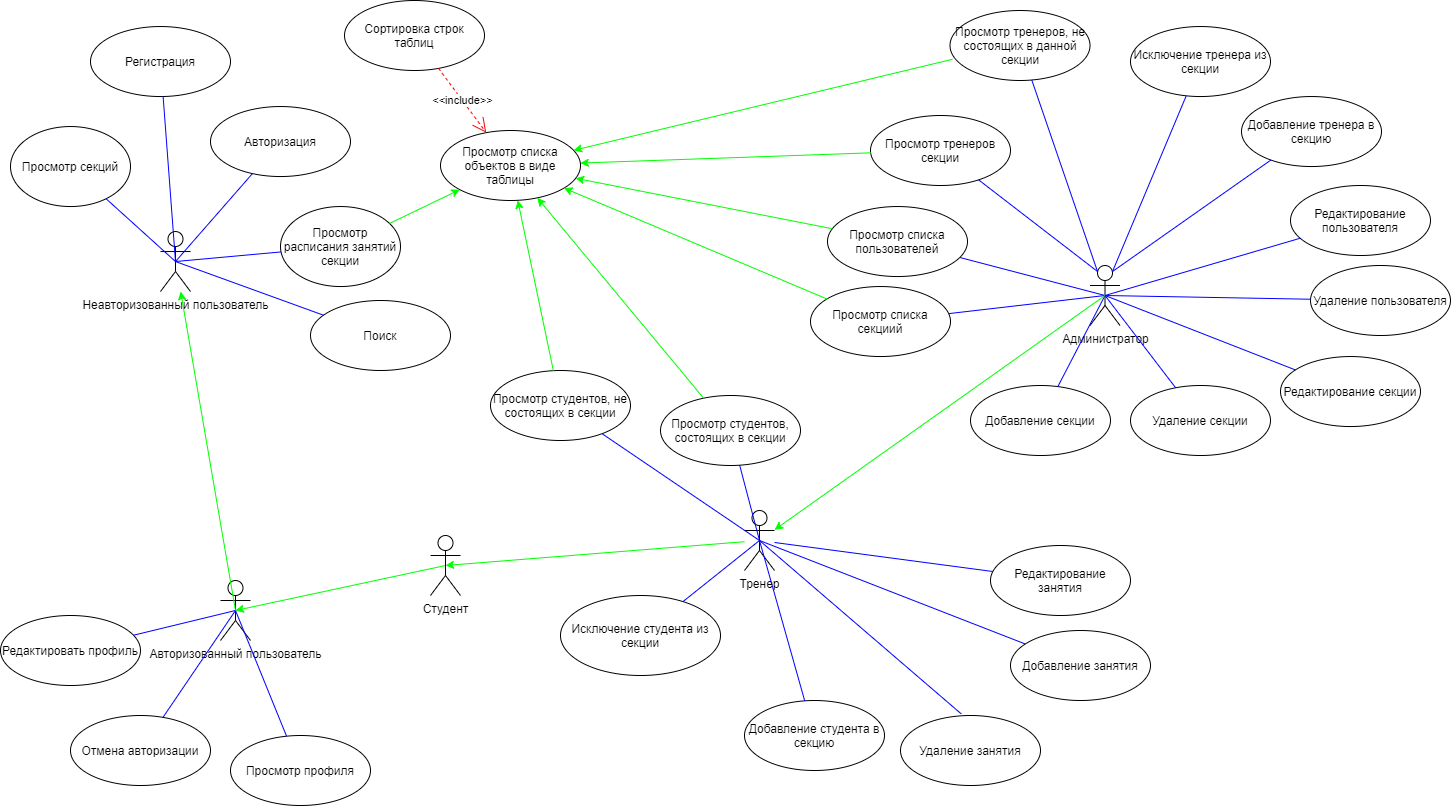 Сортировка строк
таблиц
Просмотр тренеров, не
состоящих в данной
секции
Исключение тренера из
секции
Регистрация
<<include>>
Добавление тренера в
секцию
Авторизация
Просмотр секций
Просмотр списка
объектов в виде
таблицы
Просмотр тренеров
секции
Просмотр
расписания занятий
секции
Просмотр списка
пользователей
Редактирование
пользователя
Неавторизованный пользователь
Удаление пользователя
Поиск
Просмотр списка
секциий
Администратор
Просмотр студентов, не
состоящих в секции
Просмотр студентов,
состоящих в секции
Добавление секции
Удаление секции
Редактирование секции
Тренер
Студент
Редактирование
занятия
Исключение студента из
секции
Редактировать профиль
Авторизованный пользователь
Добавление занятия
Отмена авторизации
Просмотр профиля
Добавление студента в
секцию
Удаление занятия